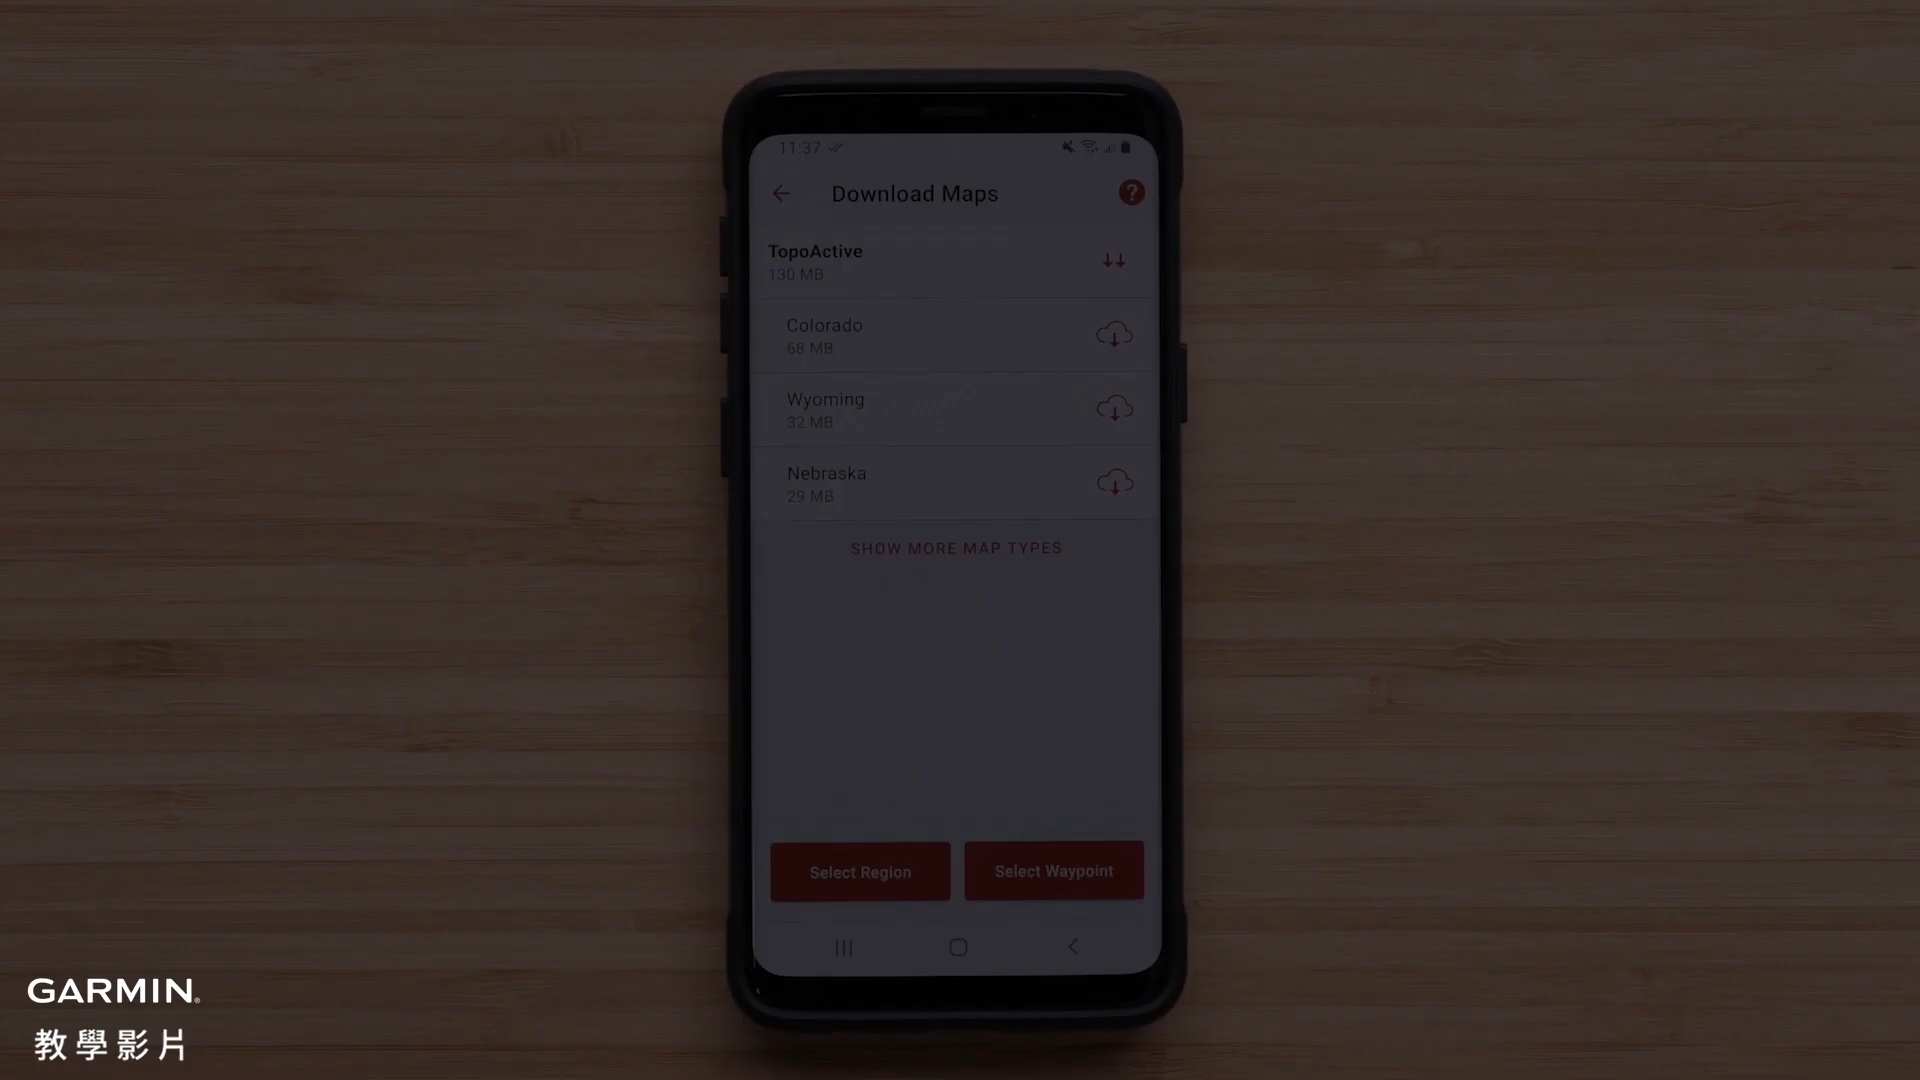 11:37
Download Maps
?
TopoActive
130 MB
Colorado
68 MB
Wyoming
32 MB
Nebraska
29 MB
SHOW MORE MAP TYPES
Select Region
Select Waypoint
GARMIN®
教學影片